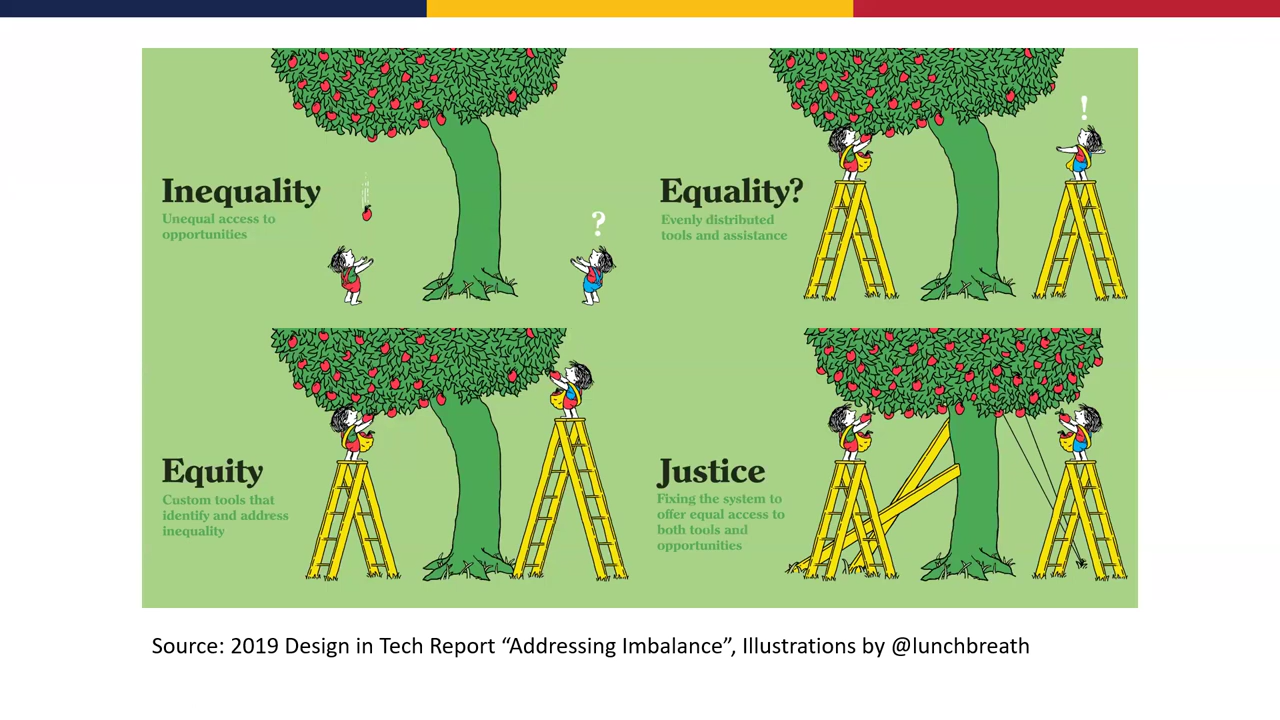 Inequality
Unequal access to
opportunities
?
Equality?
Evenly distributed
tools and assistance
!
Equity
Custom tools that
identify and address
inequality
Justice
Fixing the system to
offer equal access to
both tools and
opportunities
Source: 2019 Design in Tech Report “Addressing Imbalance”, Illustrations by @lunchbreath